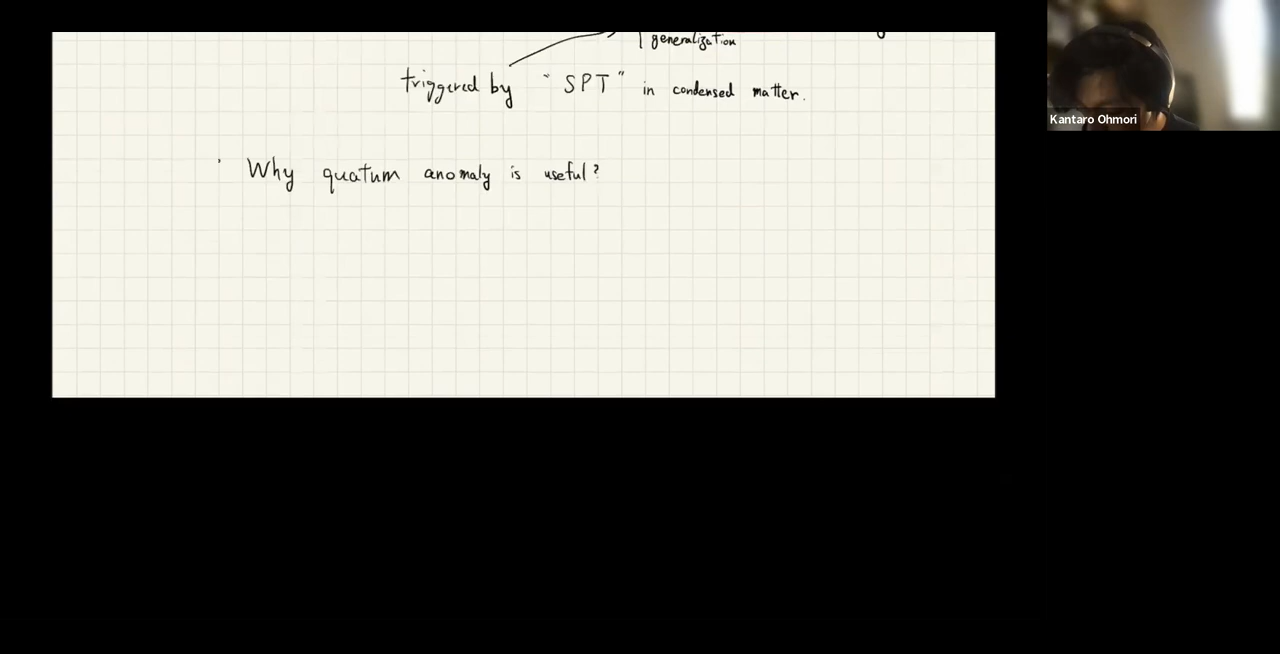 generalization
triggered by "SPT" in condensed matter.
Kantaro Ohmori
Why quatum anomaly is useful?